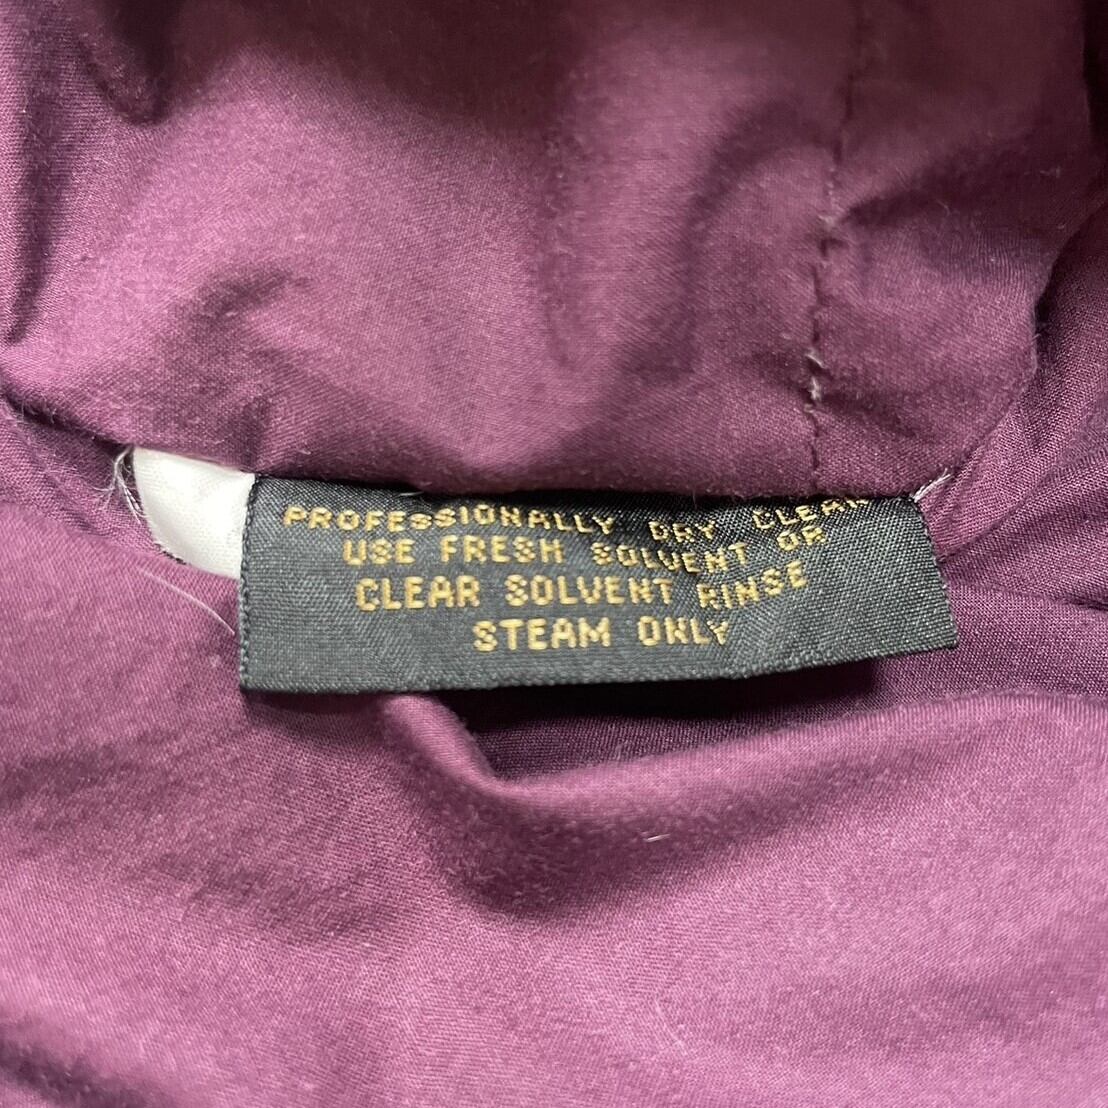 PROFESSIONALLY DRY CLEAN
USE FRESH SOLVENT OR
CLEAR SOLVENT RINSE
STEAM ONLY